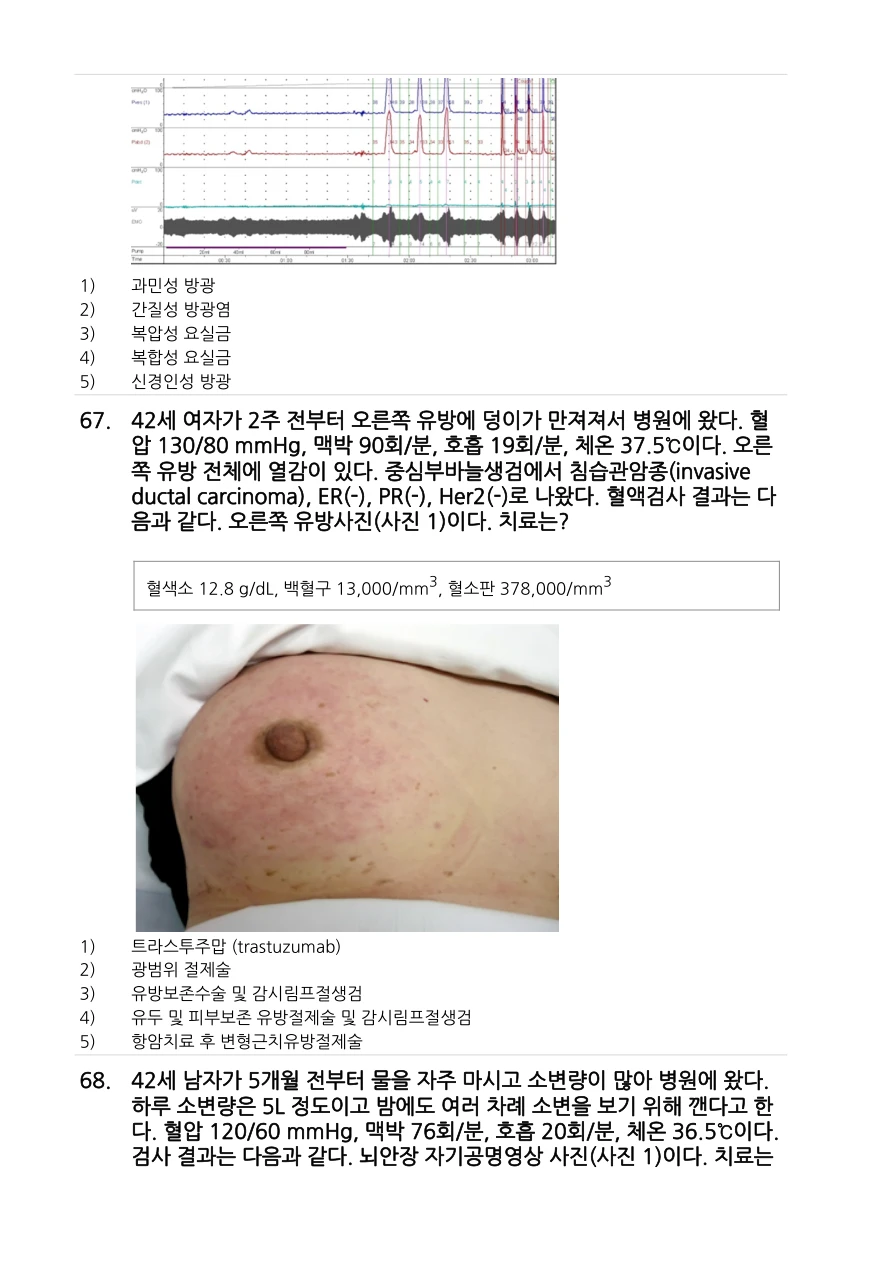 1) 과민성 방광
2) 간질성 방광염
3) 복압성 요실금
4) 복합성 요실금
5) 신경인성 방광
67. 42세 여자가 2주 전부터 오른쪽 유방에 덩이가 만져져서 병원에 왔다. 혈
압 130/80 mmHg, 맥박 90회/분, 호흡 19회/분, 체온 37.5℃이다. 오른
쪽 유방 전체에 열감이 있다. 중심부바늘생검에서 침습관암종(invasive
ductal carcinoma), ER(-), PR(-), Her2(-)로 나왔다. 혈액검사 결과는 다
음과 같다. 오른쪽 유방사진(사진 1)이다. 치료는?
혈색소 12.8 g/dL, 백혈구 13,000/mm³, 혈소판 378,000/mm³
1) 트라스투주맙 (trastuzumab)
2) 광범위 절제술
3) 유방보존수술 및 감시림프절생검
4) 유두 및 피부보존 유방절제술 및 감시림프절생검
5) 항암치료 후 변형근치유방절제술
68. 42세 남자가 5개월 전부터 물을 자주 마시고 소변량이 많아 병원에 왔다.
하루 소변량은 5L 정도이고 밤에도 여러 차례 소변을 보기 위해 깬다고 한
다. 혈압 120/60 mmHg, 맥박 76회/분, 호흡 20회/분, 체온 36.5℃이다.
검사 결과는 다음과 같다. 뇌안장 자기공명영상 사진(사진 1)이다. 치료는